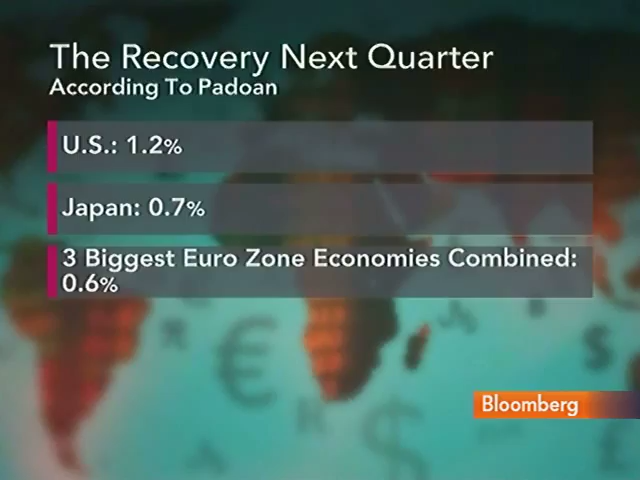 The Recovery Next Quarter
According To Padoan
U.S.: 1.2%
Japan: 0.7%
3 Biggest Euro Zone Economies Combined:
0.6%
Bloomberg